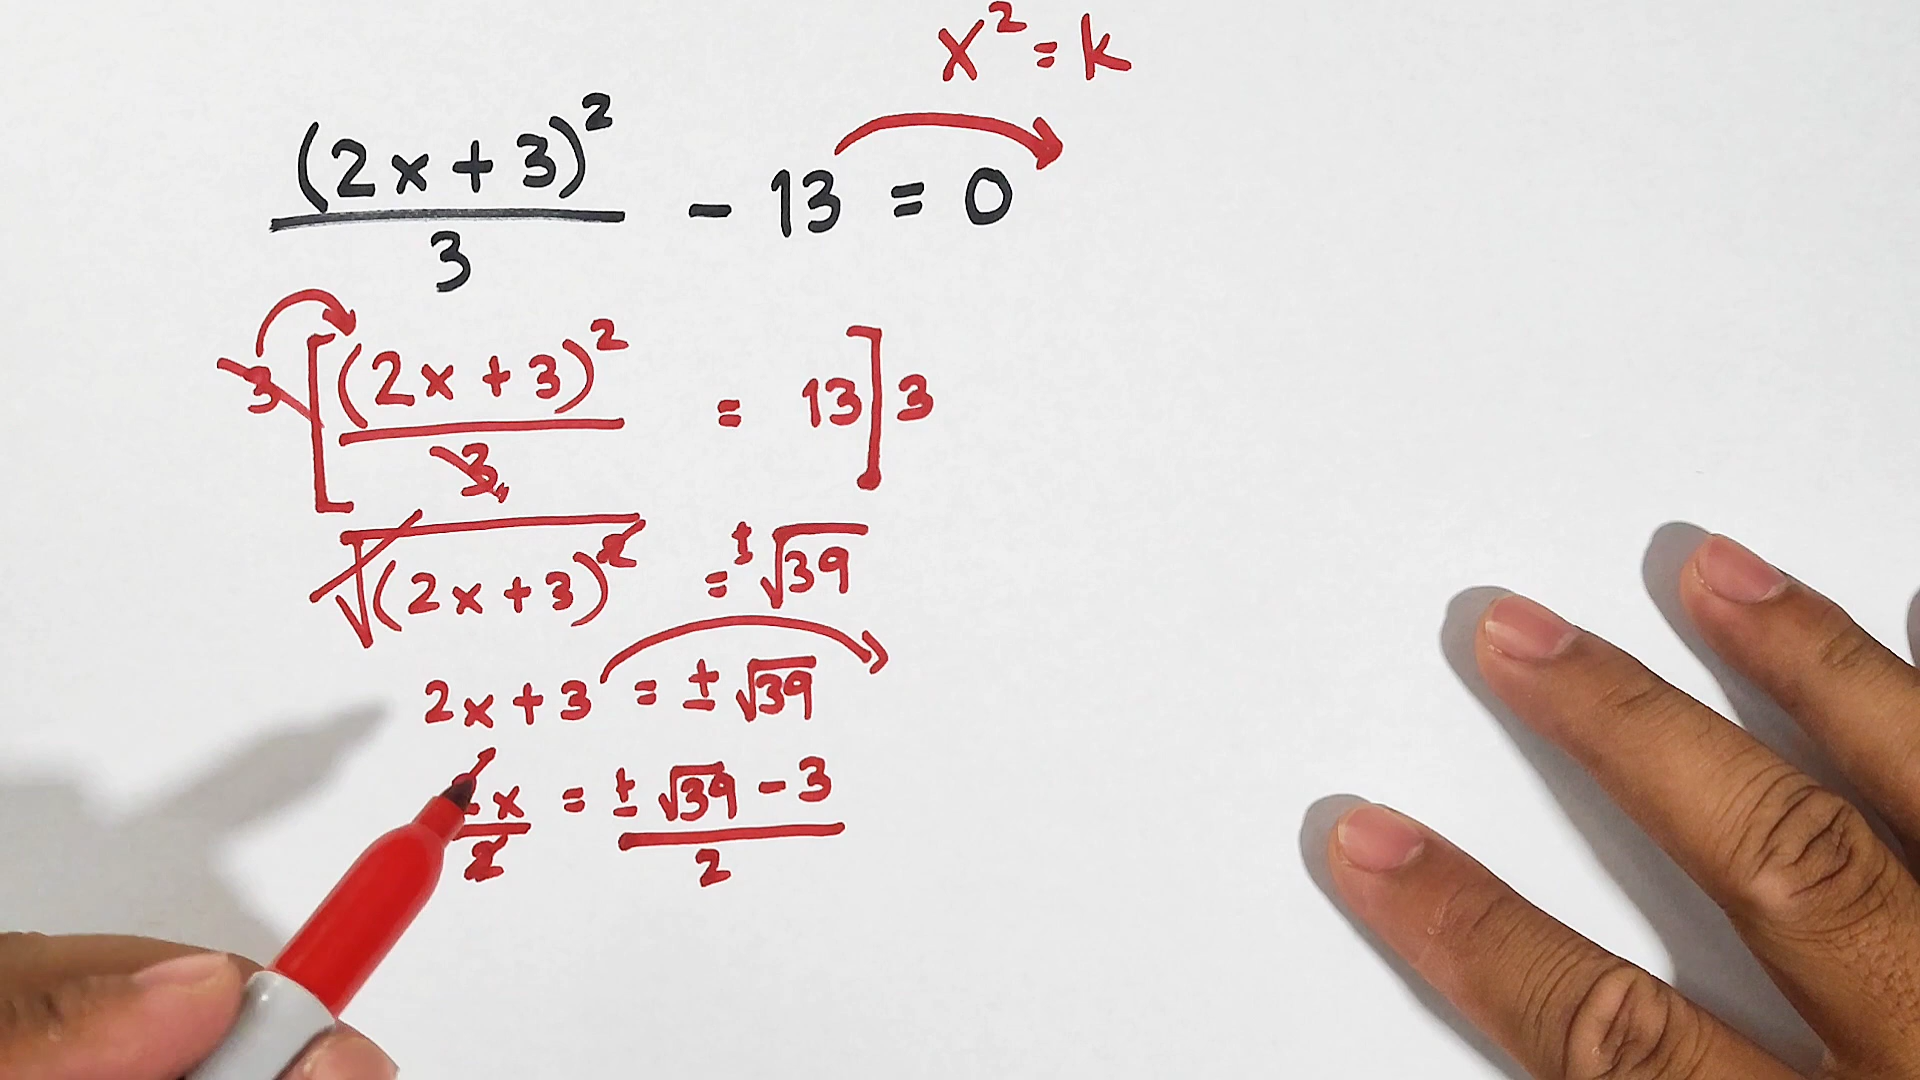 x² = k
(2x + 3)²/3 - 13 = 0
3[(2x + 3)²/3 = 13]3
√(2x + 3)² = ±√39
2x + 3 = ± √39
2x/2 = (± √39 - 3)/2